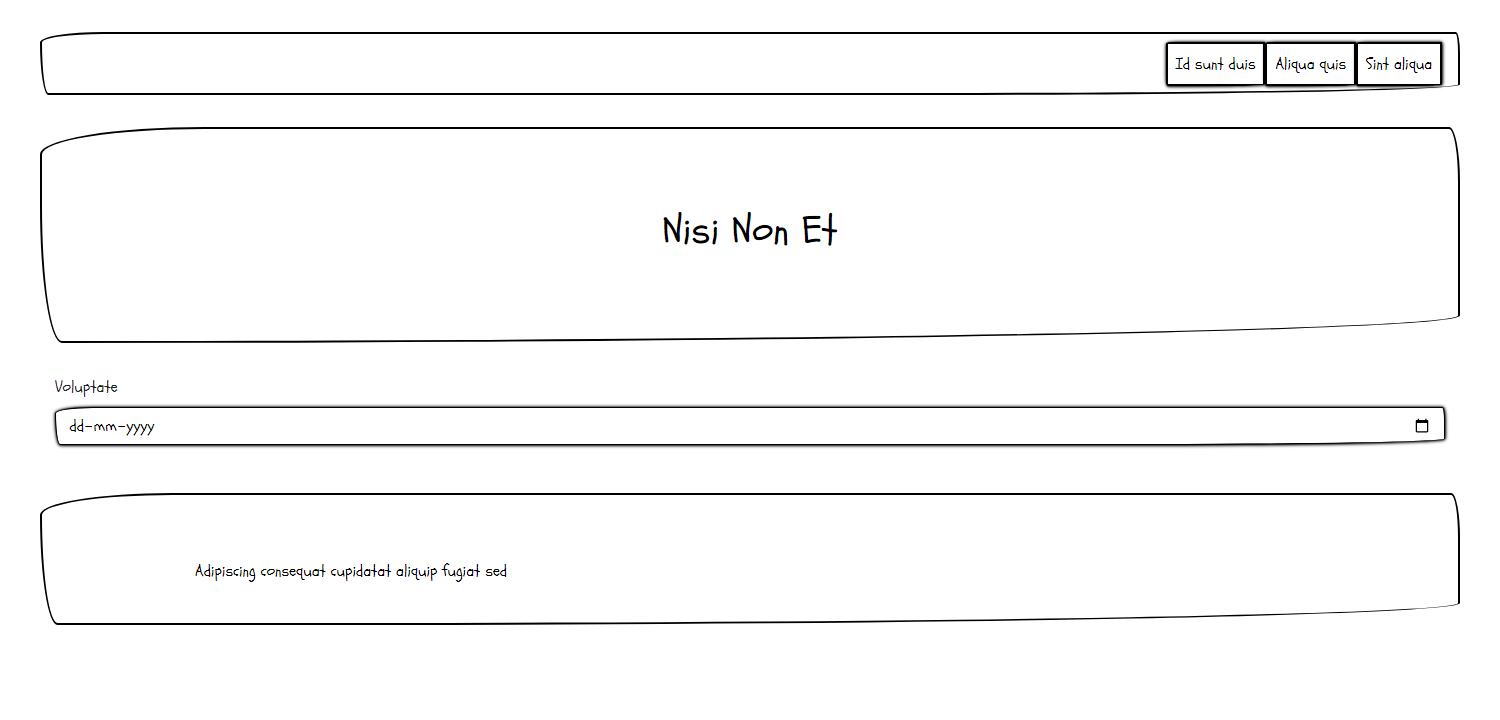 Id sunt duis Aliqua quis Sint aliqua
Nisi Non Et
Voluptate
dd-mm-yyyy
Adipiscing consequat cupidatat aliquip fugiat sed